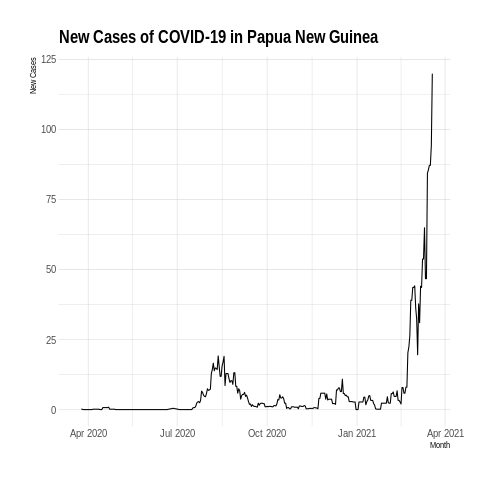 New Cases of COVID-19 in Papua New Guinea
New Cases
125
100
75
50
25
0
Apr 2020 Jul 2020 Oct 2020 Jan 2021 Apr 2021
Month